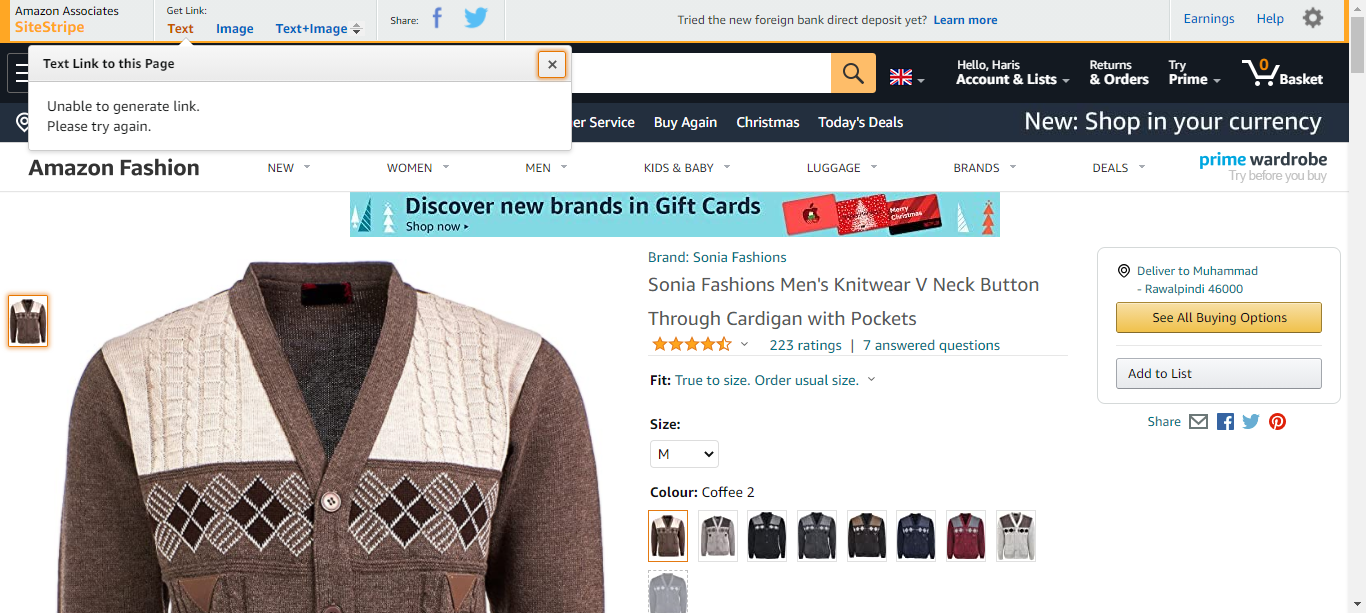 Amazon Associates
SiteStripe
Get Link:
Text Image Text+Image
Share:
Tried the new foreign bank direct deposit yet? Learn more
Earnings Help
Text Link to this Page
Unable to generate link.
Please try again.
Hello, Haris
Account & Lists
Returns
& Orders
Try
Prime
0
Basket
er Service Buy Again Christmas Today's Deals
New: Shop in your currency
Amazon Fashion
NEW WOMEN MEN KIDS & BABY LUGGAGE BRANDS DEALS
prime wardrobe
Try before you buy
Discover new brands in Gift Cards
Shop now
Merry
Christmas
Brand: Sonia Fashions
Sonia Fashions Men's Knitwear V Neck Button
Through Cardigan with Pockets
223 ratings | 7 answered questions
Fit: True to size. Order usual size.
Size:
M
Colour: Coffee 2
Deliver to Muhammad
- Rawalpindi 46000
See All Buying Options
Add to List
Share